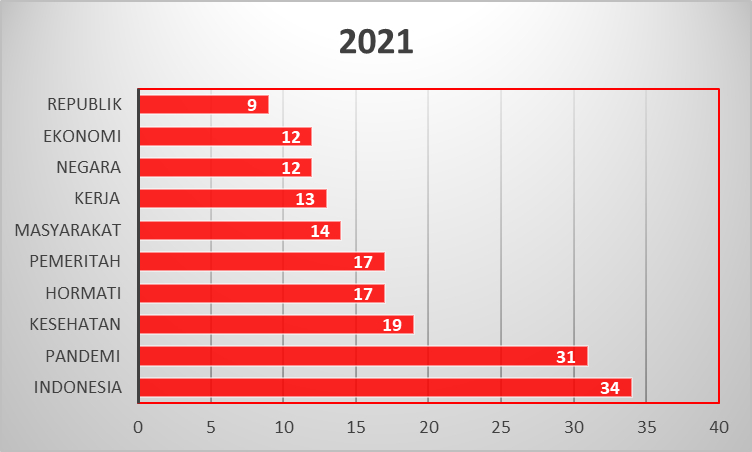 2021
REPUBLIK 9
EKONOMI 12
NEGARA 12
KERJA 13
MASYARAKAT 14
PEMERITAH 17
HORMATI 17
KESEHATAN 19
PANDEMI 31
INDONESIA 34
0 5 10 15 20 25 30 35 40